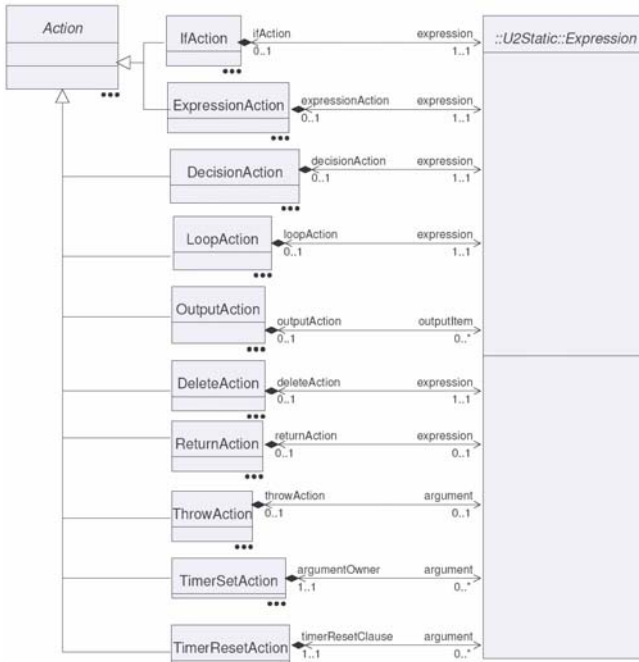 Action
IfAction
ifAction
expression
0..1
1..1
::U2Static::Expression
ExpressionAction
expressionAction
expression
0..1
1..1
DecisionAction
decisionAction
expression
0..1
1..1
LoopAction
loopAction
expression
0..1
1..1
OutputAction
outputAction
outputItem
0..1
0..*
DeleteAction
deleteAction
expression
0..1
1..1
ReturnAction
returnAction
expression
0..1
0..1
ThrowAction
throwAction
argument
0..1
0..1
TimerSetAction
argumentOwner
argument
1..1
0..*
TimerResetAction
timerResetClause
argument
1..1
0..*